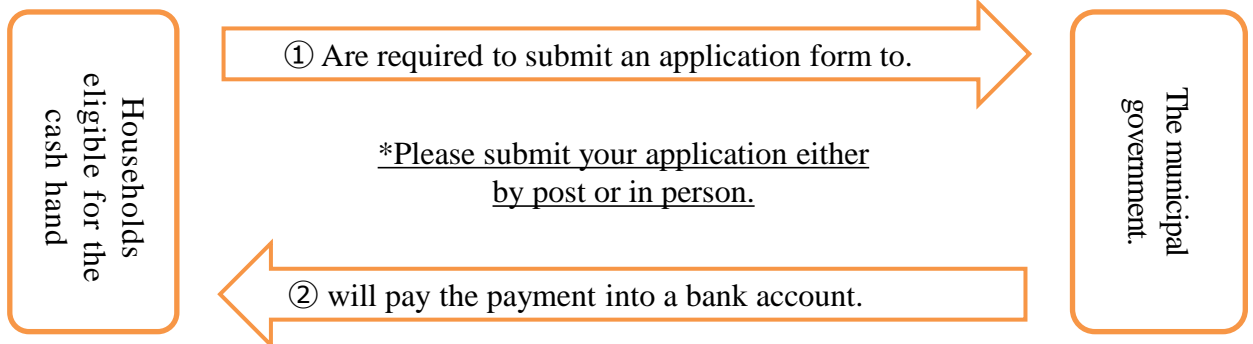 Households
eligible for the
cash hand
① Are required to submit an application form to.
*Please submit your application either
by post or in person.
② will pay the payment into a bank account.
The municipal
government.